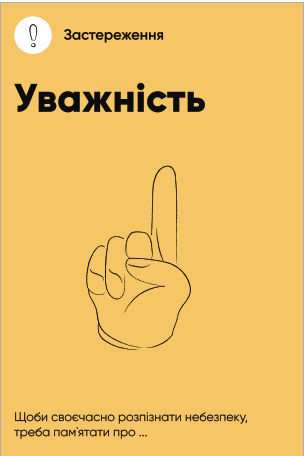 Застереження
Уважність
Щоби своєчасно розпізнати небезпеку,
треба пам`ятати про ...